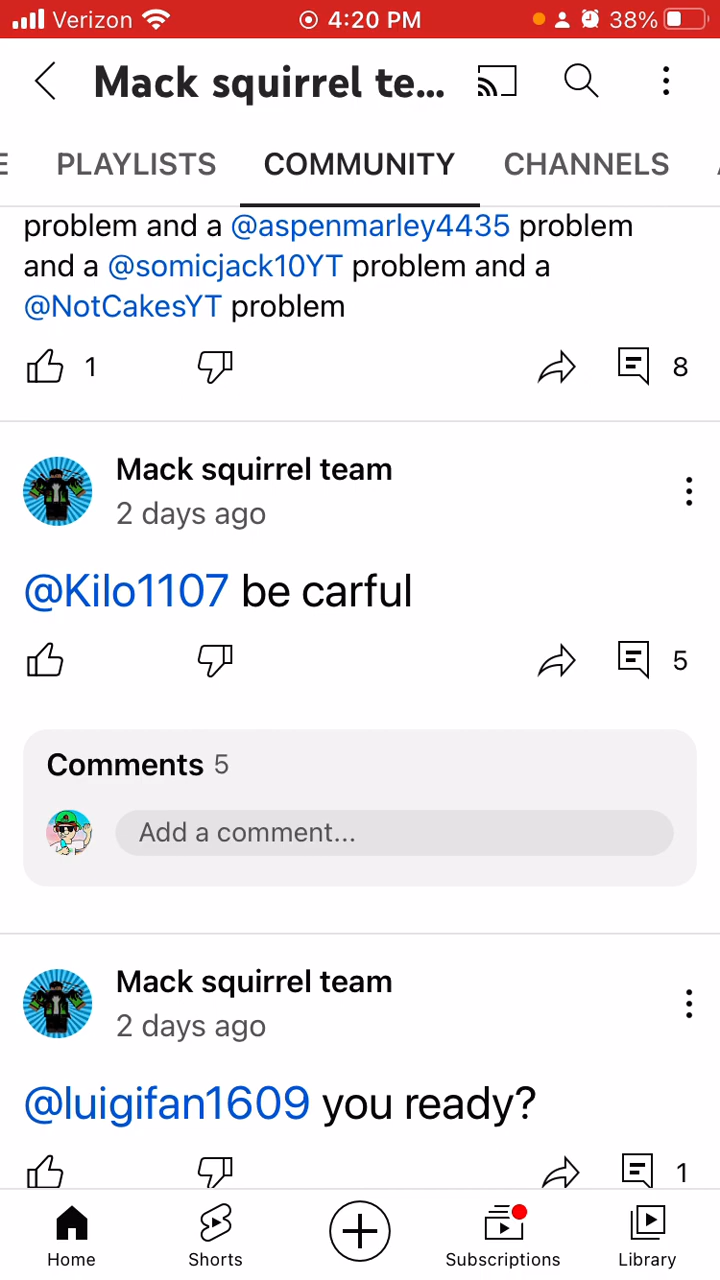 Verizon 4:20 PM 38%
Mack squirrel te...
PLAYLISTS COMMUNITY CHANNELS
problem and a @aspenmarley4435 problem
and a @somicjack10YT problem and a
@NotCakesYT problem
1 8
Mack squirrel team
2 days ago
@Kilo1107 be carful
5
Comments 5
Add a comment...
Mack squirrel team
2 days ago
@luigifan1609 you ready?
1
Home Shorts Subscriptions Library